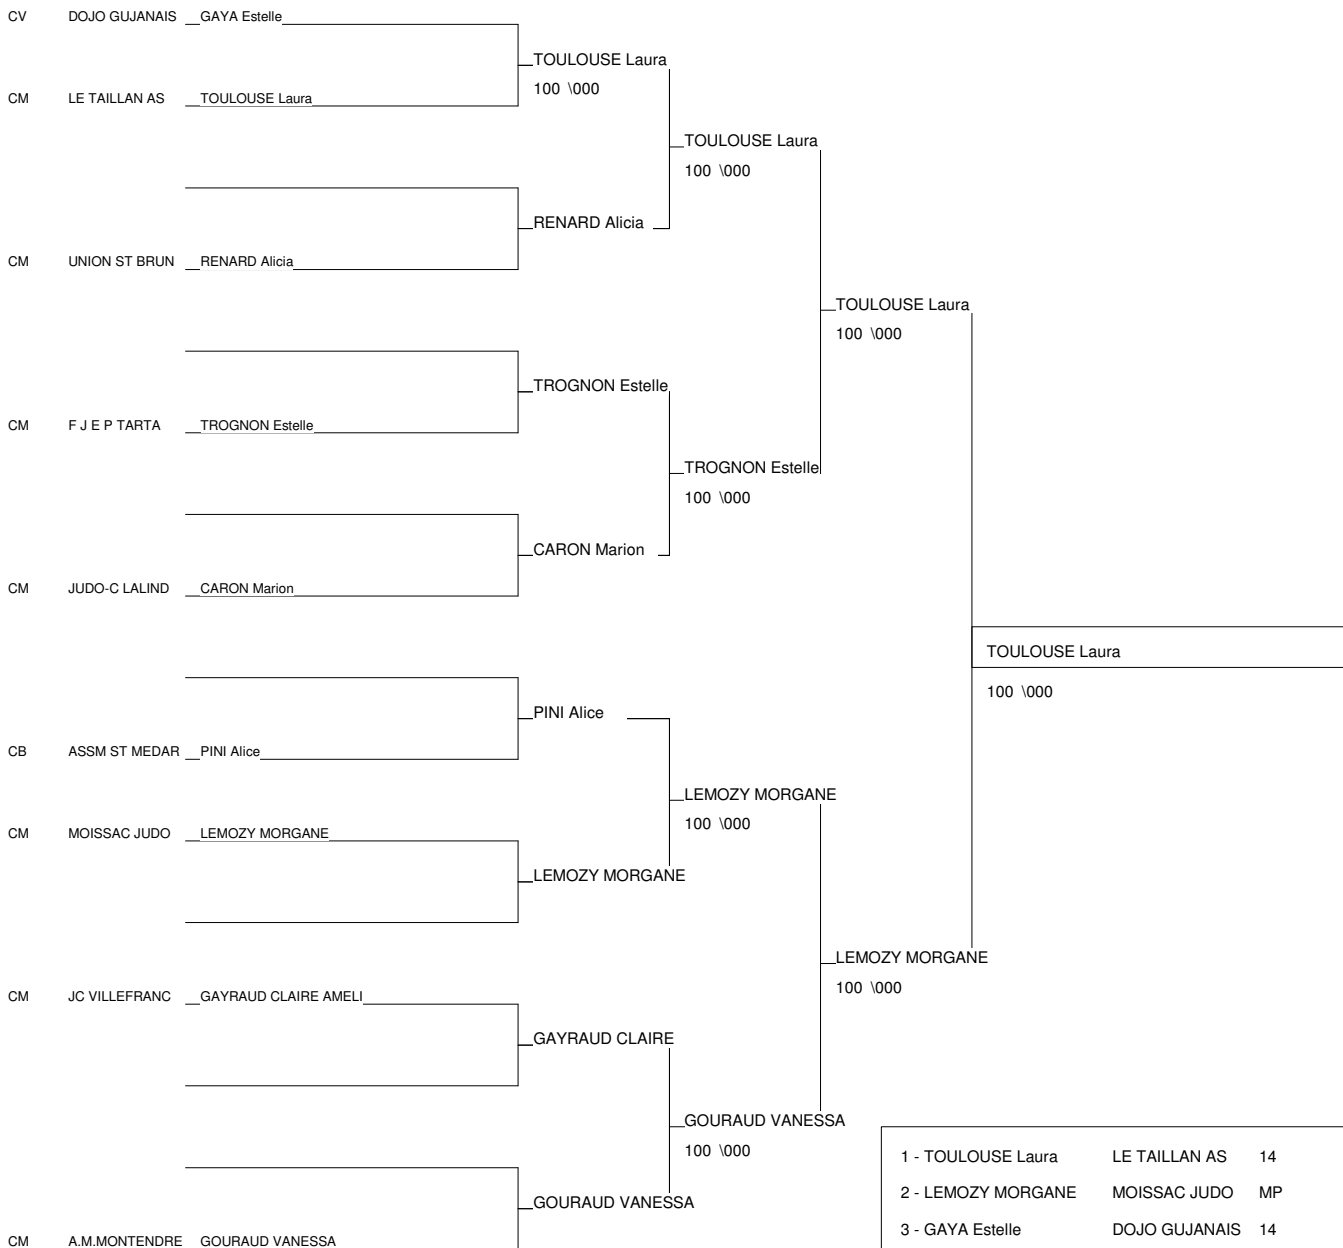 CV DOJO GUJANAIS GAYA Estelle
TOULOUSE Laura
100 \000
CM LE TAILLAN AS TOULOUSE Laura
TOULOUSE Laura
100 \000
RENARD Alicia
CM UNION ST BRUN RENARD Alicia
TOULOUSE Laura
100 \000
TROGNON Estelle
CM F J E P TARTA TROGNON Estelle
TROGNON Estelle
100 \000
CARON Marion
CM JUDO-C LALIND CARON Marion
TOULOUSE Laura
100 \000
PINI Alice
CB ASSM ST MEDAR PINI Alice
LEMOZY MORGANE
100 \000
CM MOISSAC JUDO LEMOZY MORGANE
LEMOZY MORGANE
LEMOZY MORGANE
100 \000
CM JC VILLEFRANC GAYRAUD CLAIRE AMELI
GAYRAUD CLAIRE
GOURAUD VANESSA
100 \000
1 - TOULOUSE Laura LE TAILLAN AS 14
2 - LEMOZY MORGANE MOISSAC JUDO MP
GOURAUD VANESSA
3 - GAYA Estelle DOJO GUJANAIS 14
CM A.M.MONTENDRE GOURAUD VANESSA